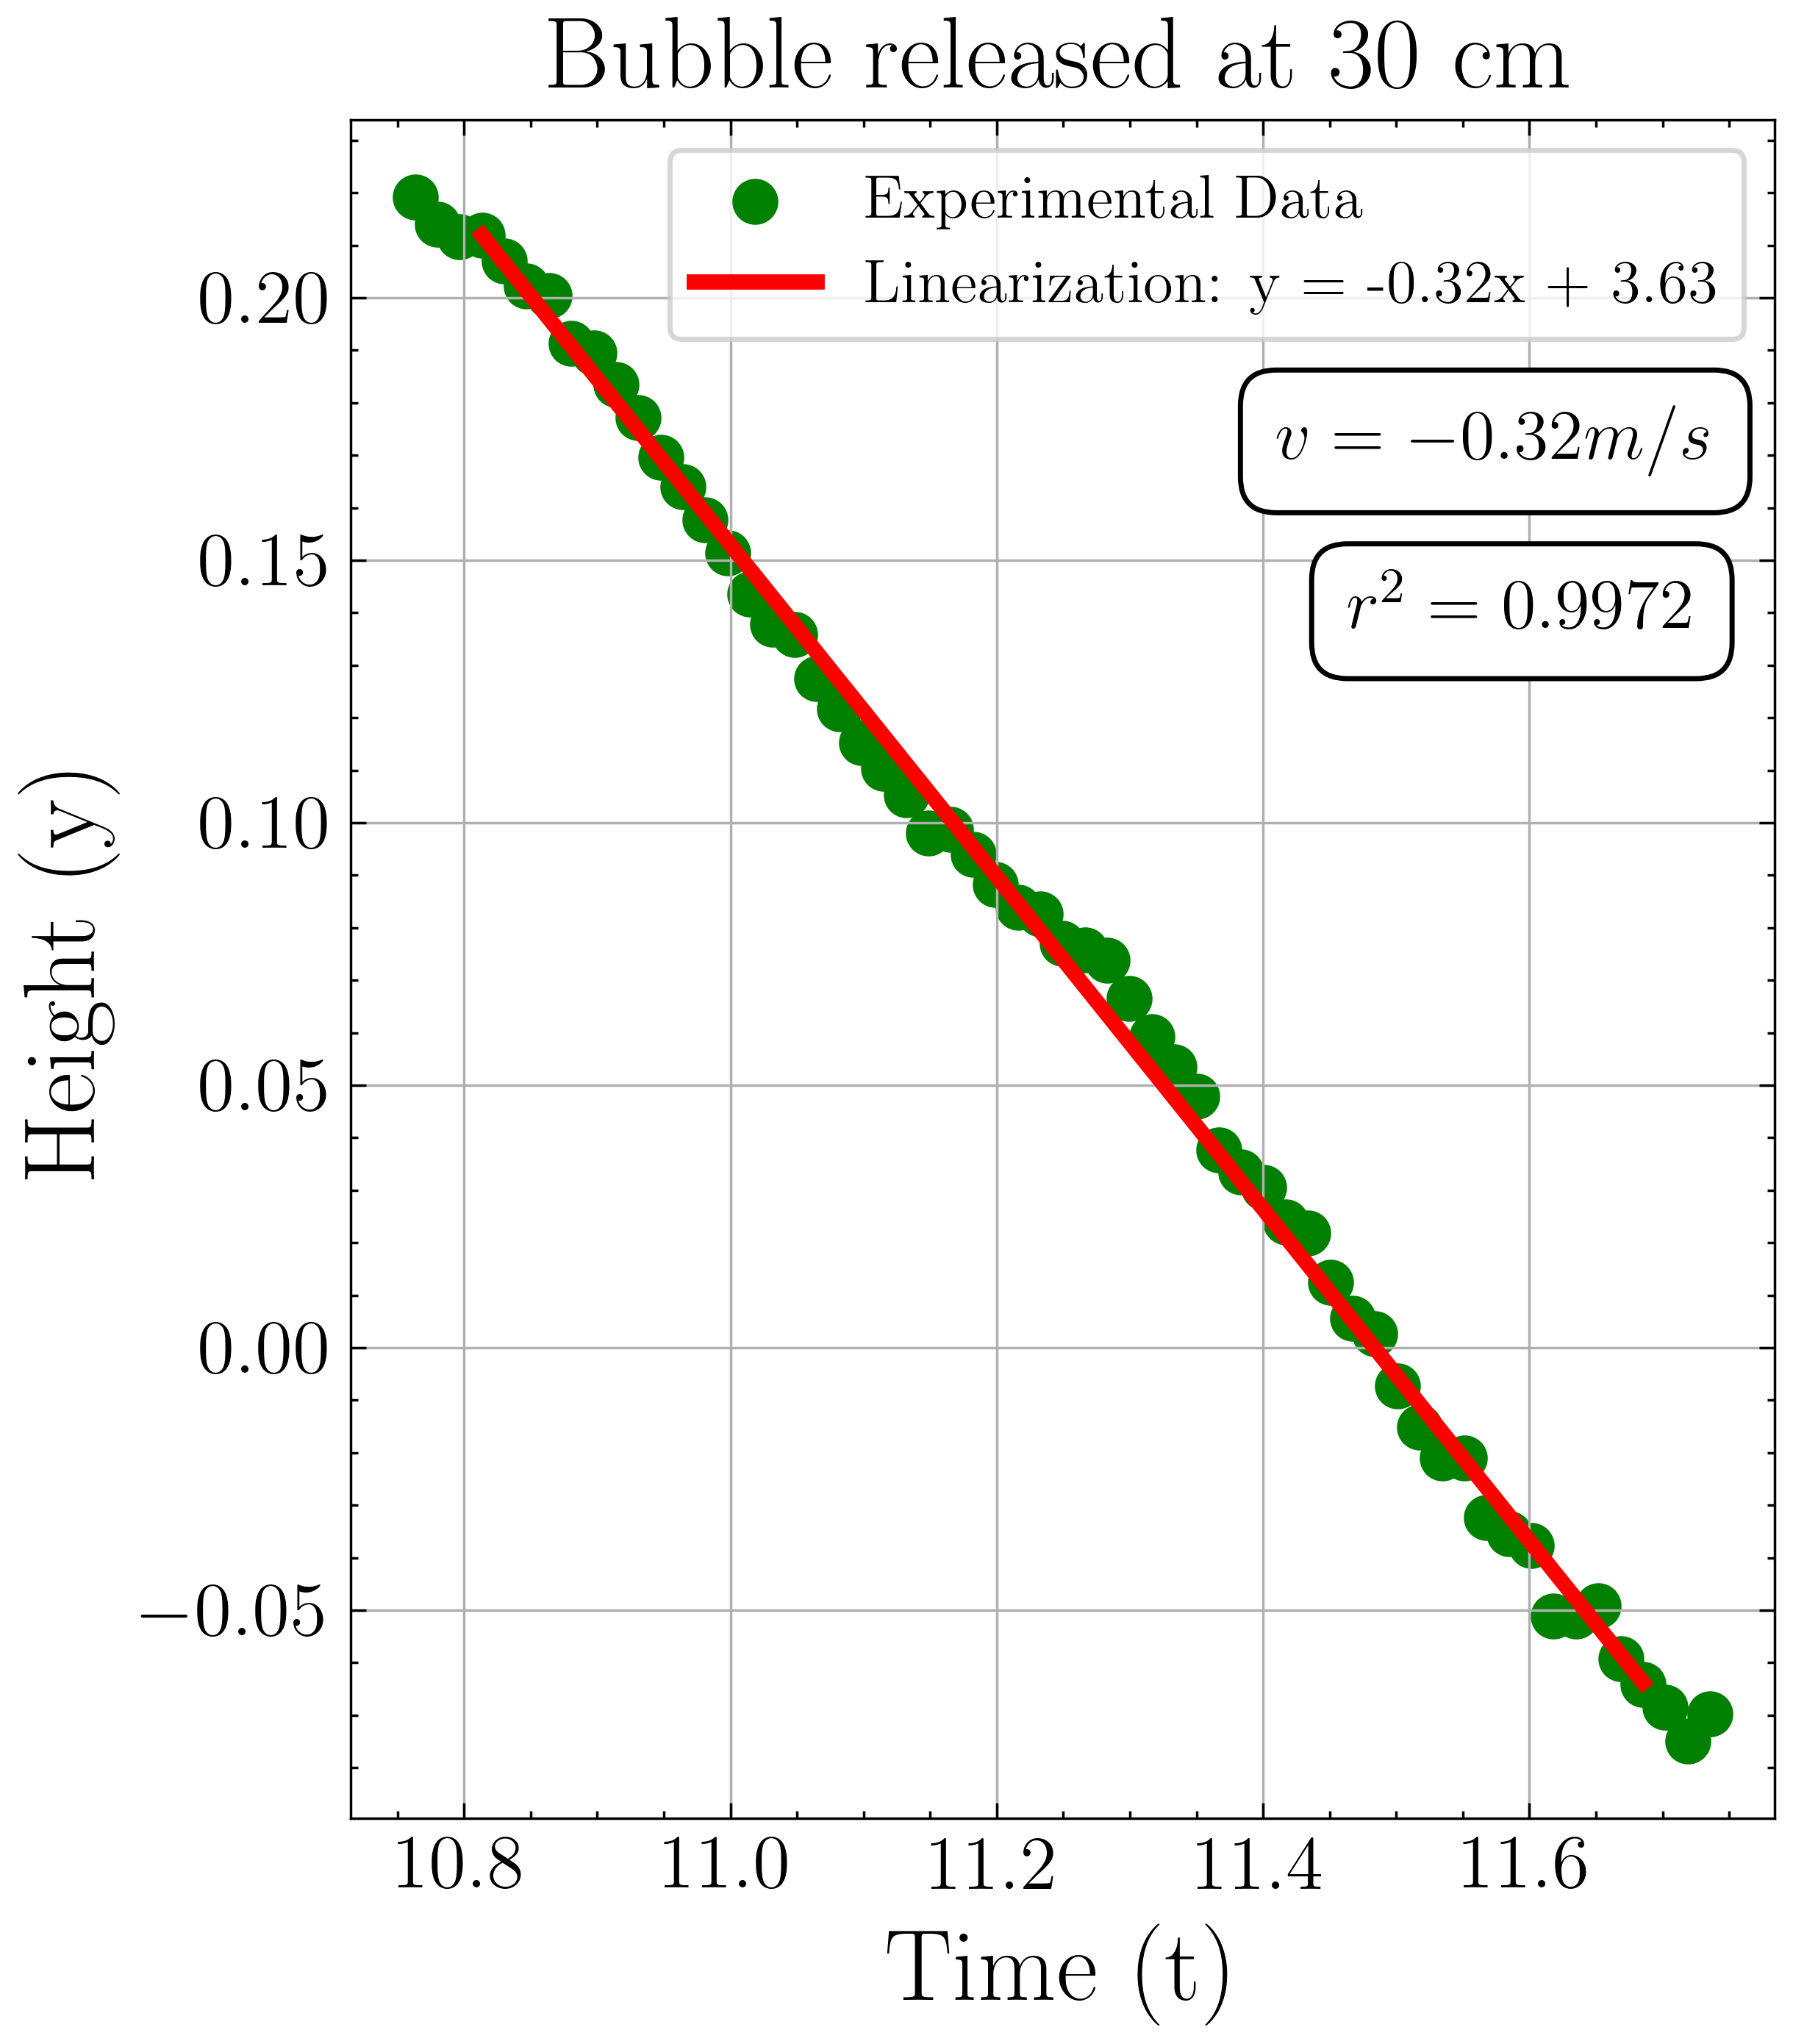 Bubble released at 30 cm
Experimental Data
Linearization: y = -0.32x + 3.63
v = −0.32m/s
r² = 0.9972
Height (y)
0.20
0.15
0.10
0.05
0.00
−0.05
10.8 11.0 11.2 11.4 11.6
Time (t)